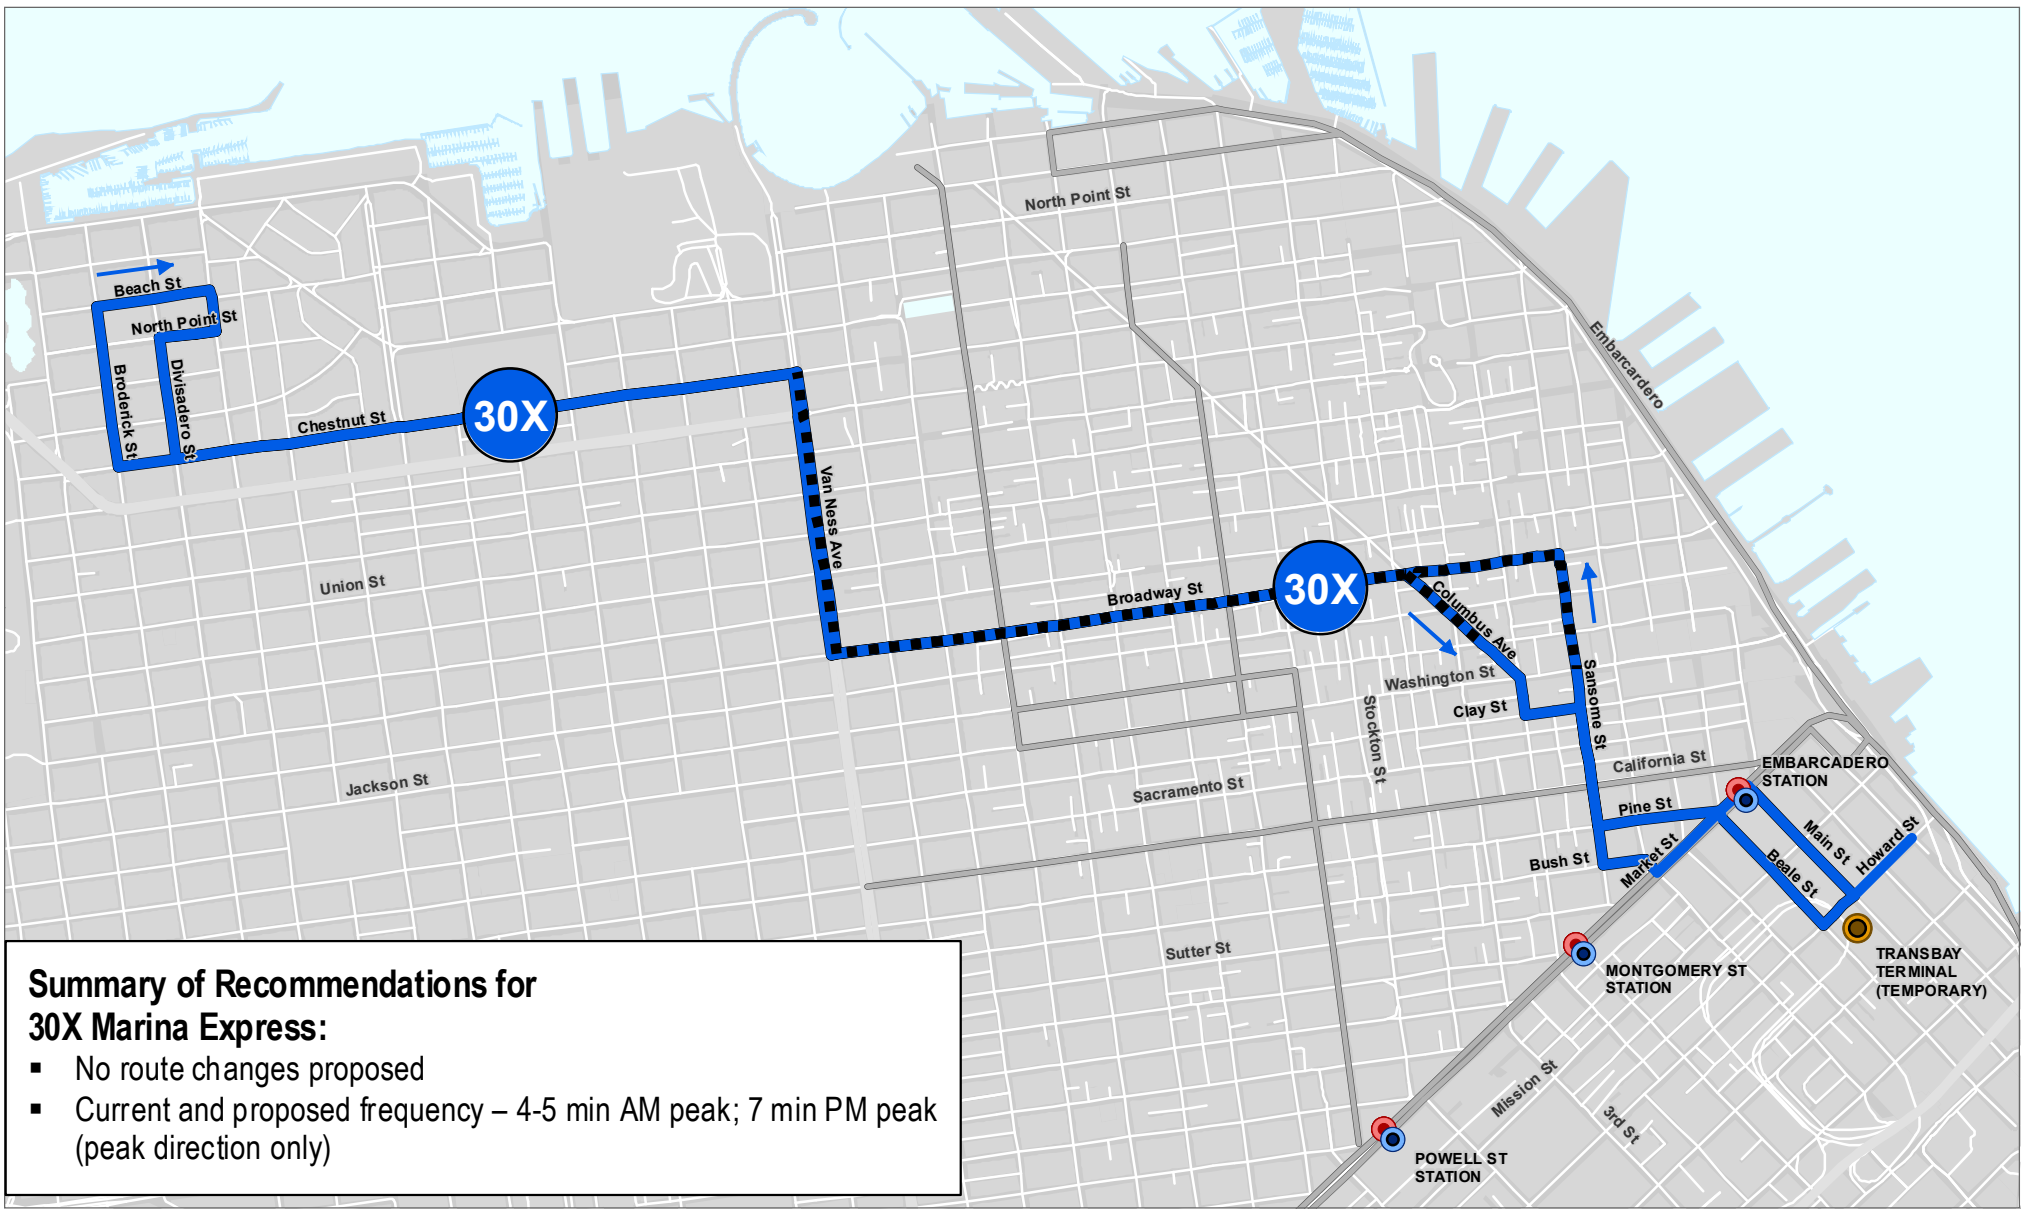 North Point St
Embarcadero
Beach St
North Point St
Broderick St
Divisadero St
Chestnut St
30X
Van Ness Ave
Union St
Broadway St
30X
Columbus Ave
Washington St
Clay St
Sansome St
Stockton St
Jackson St
Sacramento St
California St
EMBARCADERO
STATION
Pine St
Bush St
Market St
Main St
Howard St
Beale St
Sutter St
MONTGOMERY ST
STATION
TRANSBAY
TERMINAL
(TEMPORARY)
Mission St
3rd St
POWELL ST
STATION
Summary of Recommendations for
30X Marina Express:
▪ No route changes proposed
▪ Current and proposed frequency – 4-5 min AM peak; 7 min PM peak
(peak direction only)